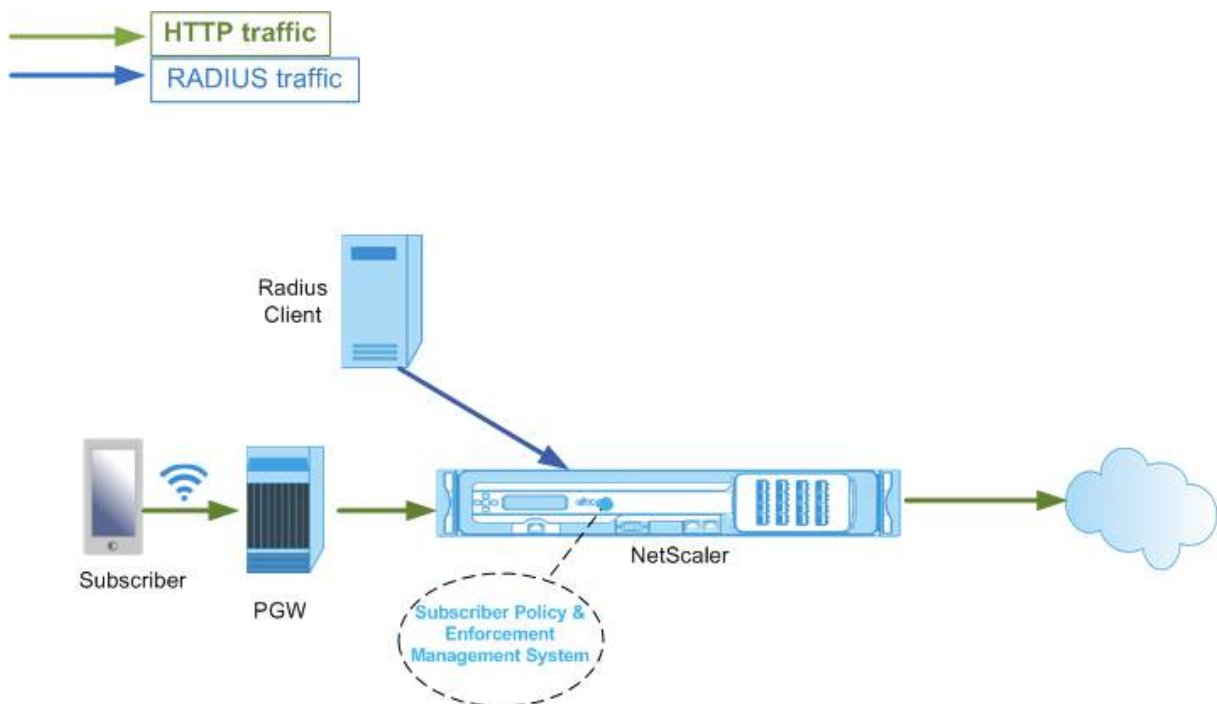 HTTP traffic
RADIUS traffic
Radius
Client
Subscriber
PGW
NetScaler
Subscriber Policy &
Enforcement
Management System